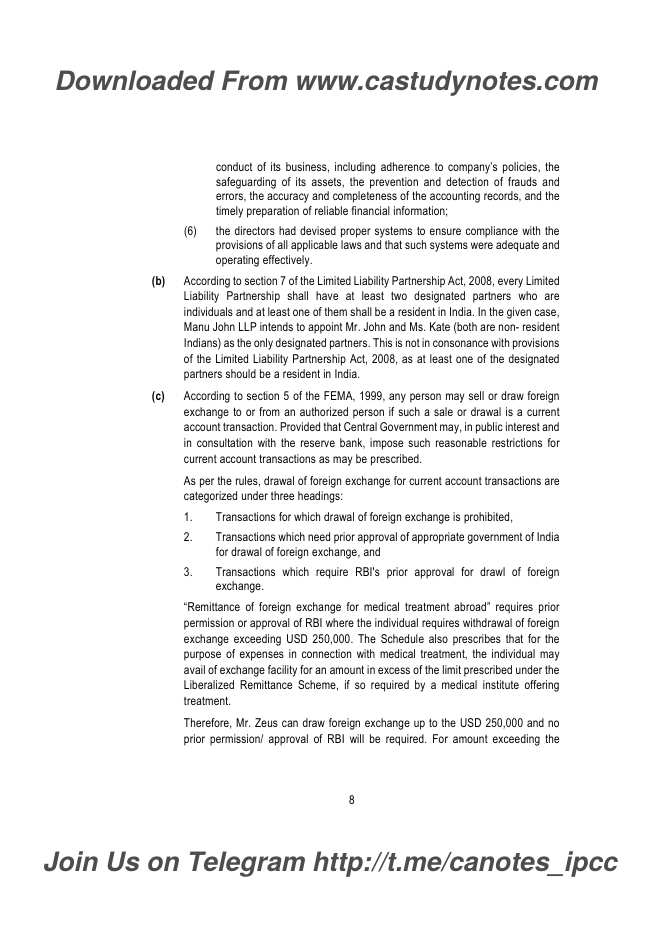 Downloaded From www.castudynotes.com
conduct of its business, including adherence to company's policies, the
safeguarding of its assets, the prevention and detection of frauds and
errors, the accuracy and completeness of the accounting records, and the
timely preparation of reliable financial information;
(6) the directors had devised proper systems to ensure compliance with the
provisions of all applicable laws and that such systems were adequate and
operating effectively.
(b) According to section 7 of the Limited Liability Partnership Act, 2008, every Limited
Liability Partnership shall have at least two designated partners who are
individuals and at least one of them shall be a resident in India. In the given case,
Manu John LLP intends to appoint Mr. John and Ms. Kate (both are non- resident
Indians) as the only designated partners. This is not in consonance with provisions
of the Limited Liability Partnership Act, 2008, as at least one of the designated
partners should be a resident in India.
(c) According to section 5 of the FEMA, 1999, any person may sell or draw foreign
exchange to or from an authorized person if such a sale or drawal is a current
account transaction. Provided that Central Government may, in public interest and
in consultation with the reserve bank, impose such reasonable restrictions for
current account transactions as may be prescribed.
As per the rules, drawal of foreign exchange for current account transactions are
categorized under three headings:
1. Transactions for which drawal of foreign exchange is prohibited,
2. Transactions which need prior approval of appropriate government of India
for drawal of foreign exchange, and
3. Transactions which require RBI's prior approval for drawl of foreign
exchange.
“Remittance of foreign exchange for medical treatment abroad” requires prior
permission or approval of RBI where the individual requires withdrawal of foreign
exchange exceeding USD 250,000. The Schedule also prescribes that for the
purpose of expenses in connection with medical treatment, the individual may
avail of exchange facility for an amount in excess of the limit prescribed under the
Liberalized Remittance Scheme, if so required by a medical institute offering
treatment.
Therefore, Mr. Zeus can draw foreign exchange up to the USD 250,000 and no
prior permission/ approval of RBI will be required. For amount exceeding the
8
Join Us on Telegram http://t.me/canotes_ipcc